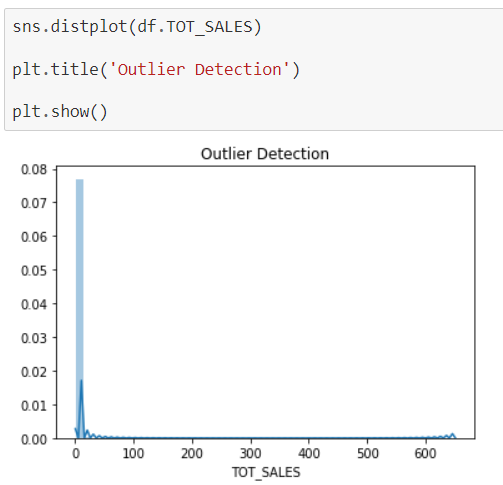 sns.distplot(df.TOT_SALES)
plt.title('Outlier Detection')
plt.show()
Outlier Detection
0.08
0.07
0.06
0.05
0.04
0.03
0.02
0.01
0.00
0 100 200 300 400 500 600
TOT_SALES